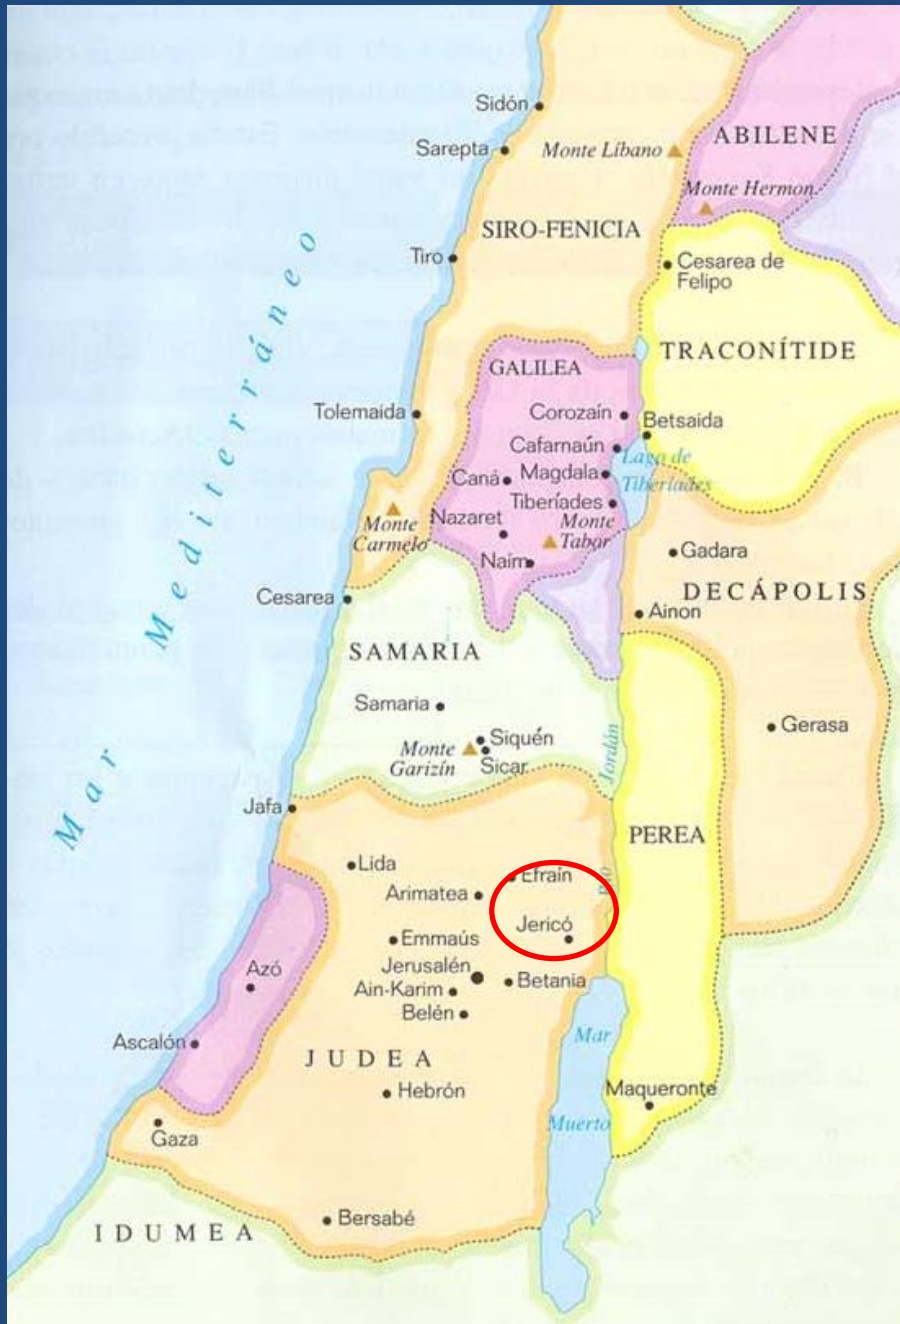 Sidón
Sarepta
Monte Líbano
ABILENE
Monte Hermon
SIRO-FENICIA
Tiro
Cesarea de
Felipo
Mar Mediterráneo
TRACONÍTIDE
GALILEA
Tolemaida
Corozaín
Betsaida
Cafarnaún
Lago de
Tiberíades
Caná
Magdala
Tiberíades
Nazaret
Monte
Tabor
Monte
Carmelo
Naím
Gadara
DECÁPOLIS
Cesarea
Ainon
SAMARIA
Samaria
Siquén
Gerasa
Monte
Garizín
Sicar
Río Jordán
Jafa
PEREA
Lida
Efraín
Arimatea
Jericó
Emmaús
Jerusalén
Azó
Ain-Karim
Betania
Belén
Ascalón
Mar
Muerto
JUDEA
Hebrón
Maqueronte
Gaza
Bersabé
IDUMEA